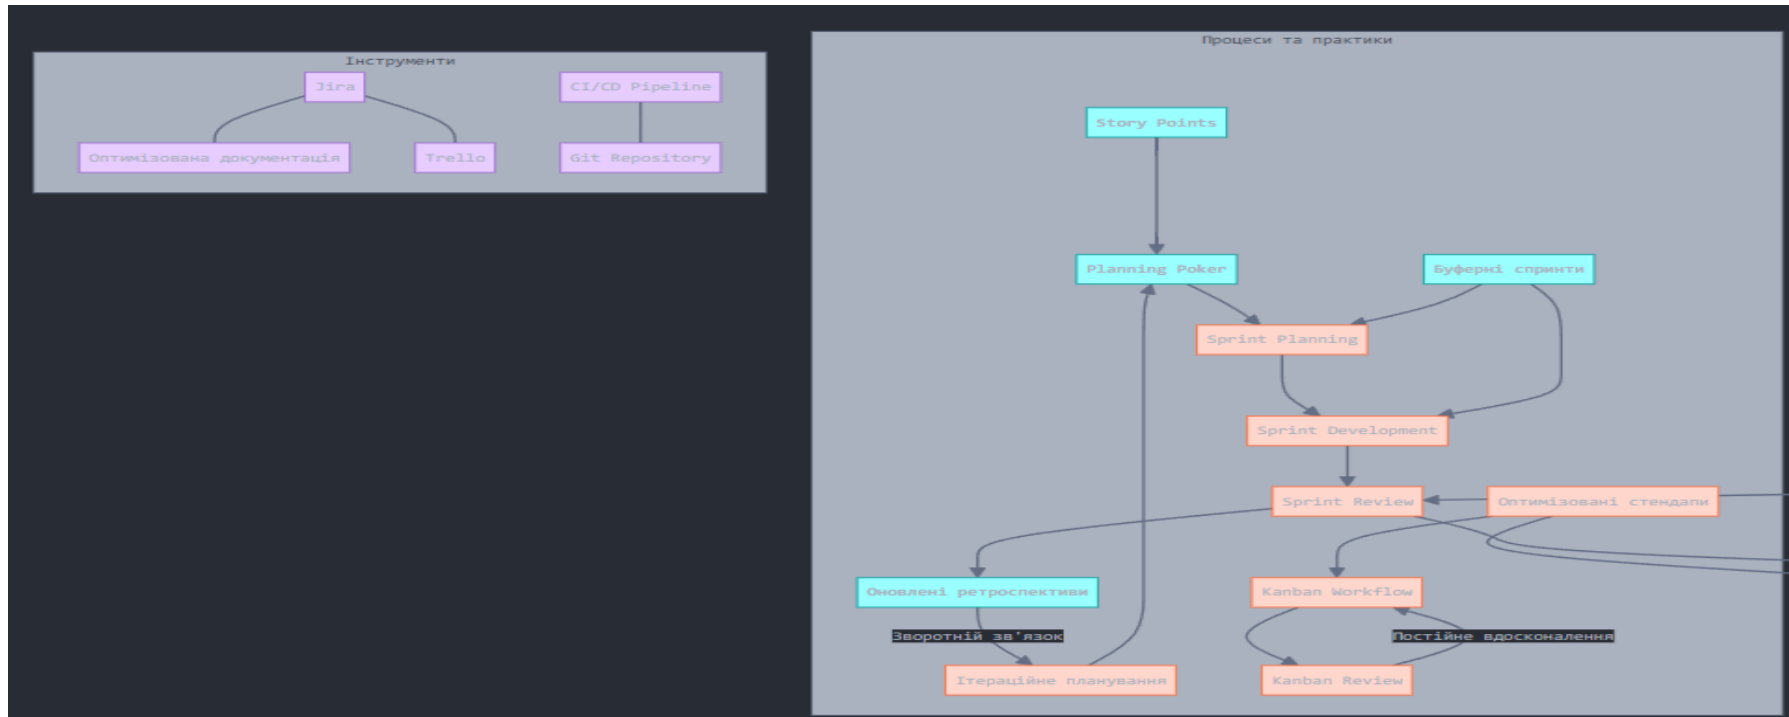 Інструменти
Jira
CI/CD Pipeline
Оптимізована документація
Trello
Git Repository
Процеси та практики
Story Points
Planning Poker
Буферні спринти
Sprint Planning
Sprint Development
Sprint Review
Оптимізовані стендапи
Оновлені ретроспективи
Kanban Workflow
Зворотній зв'язок
Постійне вдосконалення
Ітераційне планування
Kanban Review